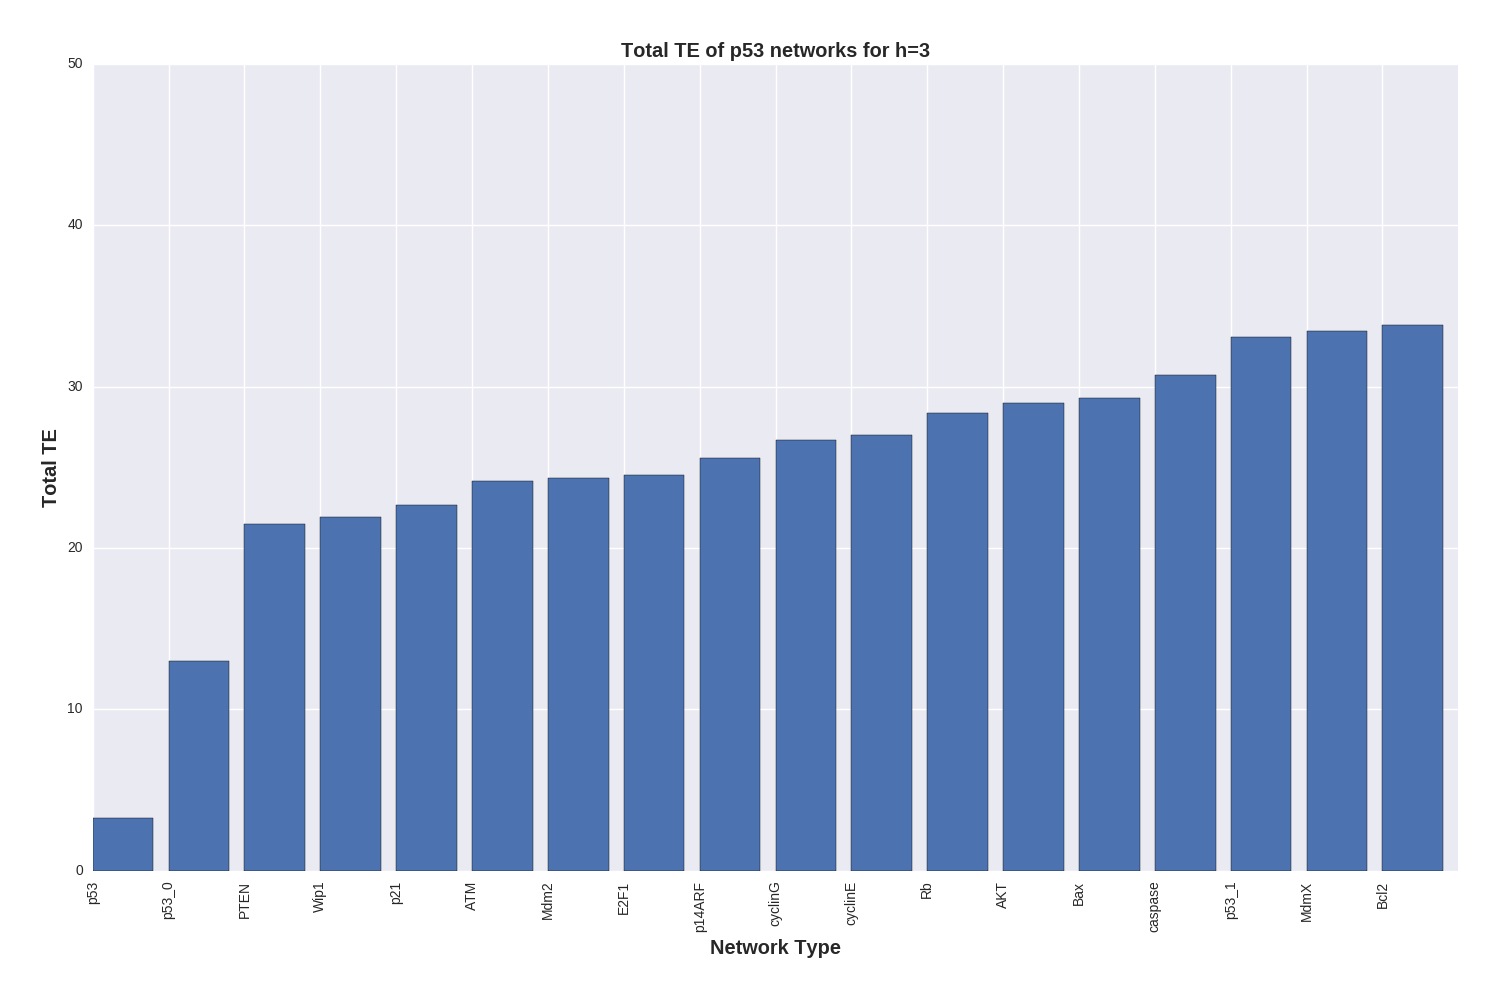 Total TE of p53 networks for h=3
50
40
30
20
10
0
Total TE
p53
p53_0
PTEN
Wip1
p21
ATM
Mdm2
E2F1
p14ARF
cyclinG
cyclinE
Rb
AKT
Bax
caspase
p53_1
MdmX
Bcl2
Network Type